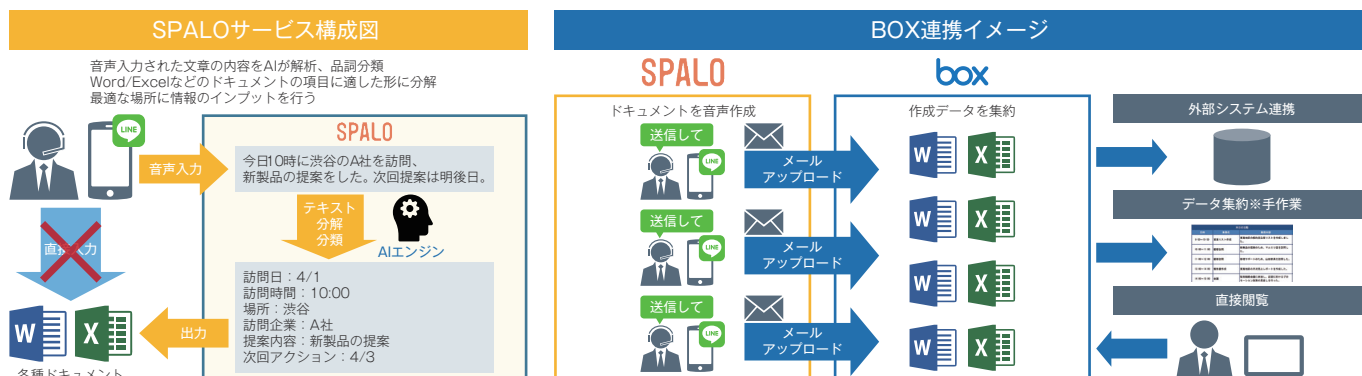 SPALOサービス構成図
音声入力された文章の内容をAIが解析、品詞分類
Word/Excelなどのドキュメントの項目に適した形に分解
最適な場所に情報のインプットを行う
LINE
音声入力
SPALO
今日10時に渋谷のA社を訪問、
新製品の提案をした。次回提案は明後日。
テキスト
分解
分類
AIエンジン
直接入力
訪問日：4/1
訪問時間：10:00
場所：渋谷
訪問企業：A社
提案内容：新製品の提案
次回アクション：4/3
出力
W
X
各種ドキュメント
BOX連携イメージ
SPALO
ドキュメントを音声作成
送信して
LINE
メール
アップロード
送信して
LINE
メール
アップロード
送信して
LINE
メール
アップロード
box
作成データを集約
W
X
W
X
W
X
W
X
外部システム連携
データ集約※手作業
直接閲覧